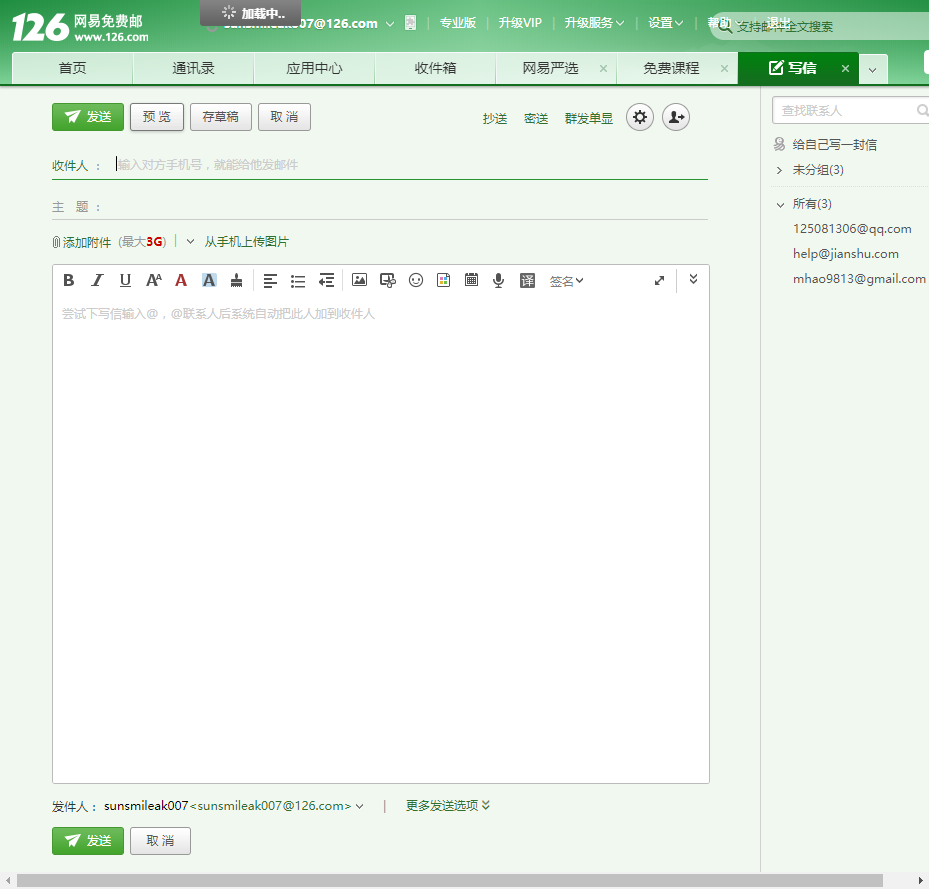 126 网易免费邮
www.126.com
加载中..
sunsmileak007@126.com 专业版 升级VIP 升级服务 设置 帮助 退出
支持邮件全文搜索
首页 通讯录 应用中心 收件箱 网易严选 免费课程 写信
发送 预 览 存草稿 取 消 抄送 密送 群发单显
查找联系人
收件人 : 输入对方手机号，就能给他发邮件
给自己写一封信
未分组(3)
主 题 :
所有(3)
125081306@qq.com
help@jianshu.com
mhao9813@gmail.com
添加附件 (最大3G) 从手机上传图片
B I U AA A A 译 签名
尝试下写信输入@，@联系人后系统自动把此人加到收件人
发件人 : sunsmileak007<sunsmileak007@126.com> | 更多发送选项
发送 取 消